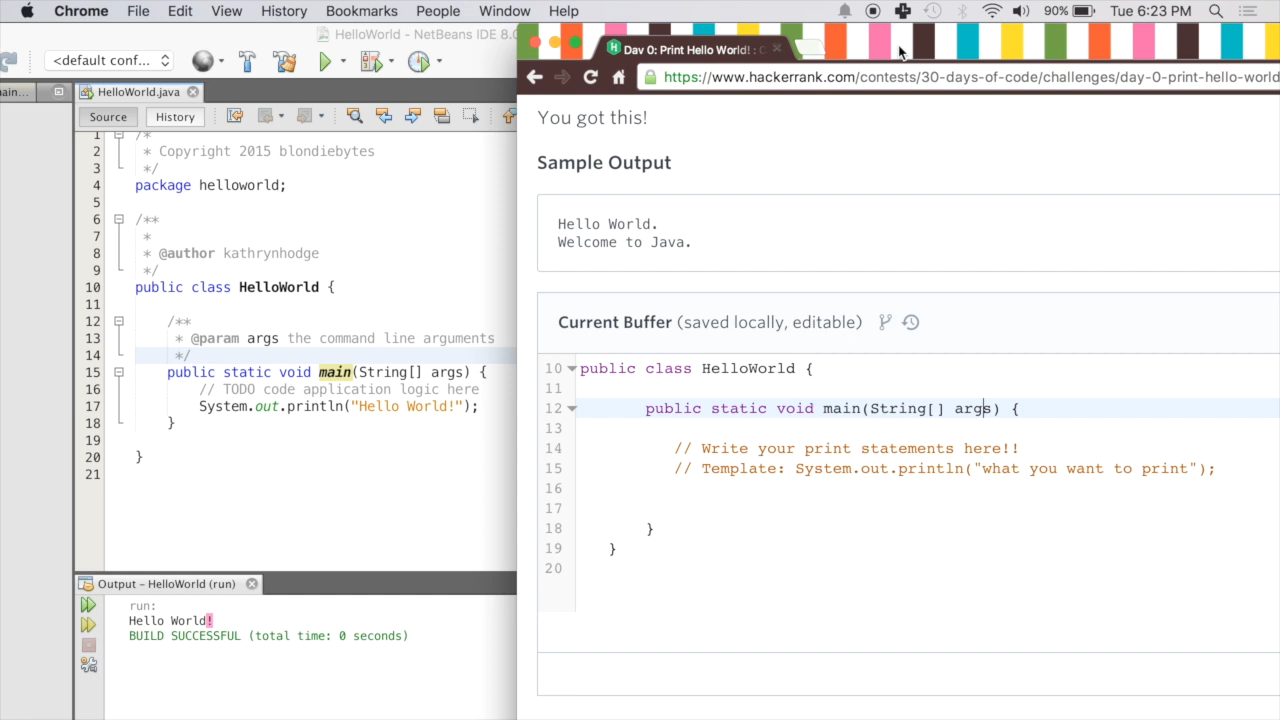 Chrome File Edit View History Bookmarks People Window Help 90% Tue 6:23 PM
HelloWorld - NetBeans IDE 8.0
<default conf...
HelloWorld.java
Source History
1 /*
2 * Copyright 2015 blondiebytes
3 */
4 package helloworld;
5
6 /**
7 *
8 * @author kathrynhodge
9 */
10 public class HelloWorld {
11
12 /**
13 * @param args the command line arguments
14 */
15 public static void main(String[] args) {
16 // TODO code application logic here
17 System.out.println("Hello World!");
18 }
19
20 }
21
Output – HelloWorld (run)
run:
Hello World!
BUILD SUCCESSFUL (total time: 0 seconds)
Day 0: Print Hello World! : C
https://www.hackerrank.com/contests/30-days-of-code/challenges/day-0-print-hello-world
You got this!
Sample Output
Hello World.
Welcome to Java.
Current Buffer (saved locally, editable)
10 public class HelloWorld {
11
12 public static void main(String[] args) {
13
14 // Write your print statements here!!
15 // Template: System.out.println("what you want to print");
16
17
18 }
19 }
20